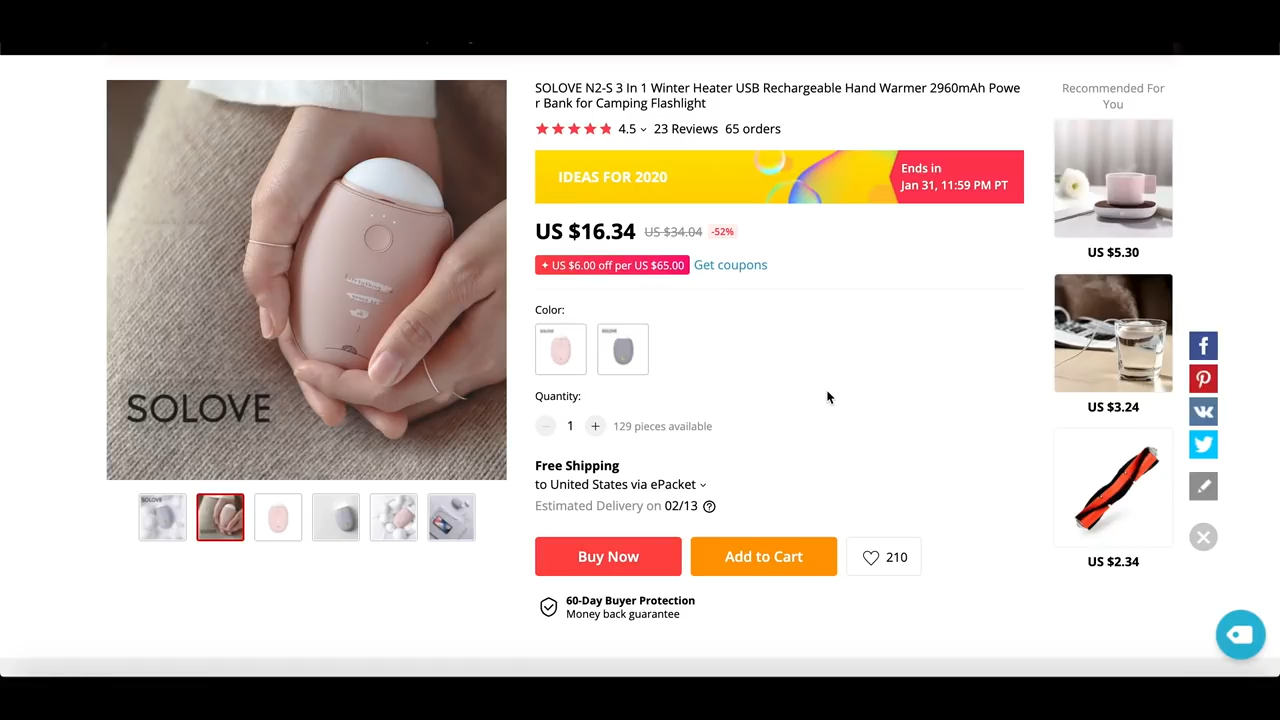 SOLOVE N2-S 3 In 1 Winter Heater USB Rechargeable Hand Warmer 2960mAh Powe
r Bank for Camping Flashlight
4.5 23 Reviews 65 orders
IDEAS FOR 2020
Ends in
Jan 31, 11:59 PM PT
US $16.34 US $34.04 -52%
+ US $6.00 off per US $65.00 Get coupons
Color:
SOLOVE SOLOVE
Quantity:
− 1 + 129 pieces available
Free Shipping
to United States via ePacket
Estimated Delivery on 02/13 ?
Buy Now Add to Cart 210
60-Day Buyer Protection
Money back guarantee
SOLOVE
SOLOVE
Recommended For
You
US $5.30
US $3.24
US $2.34